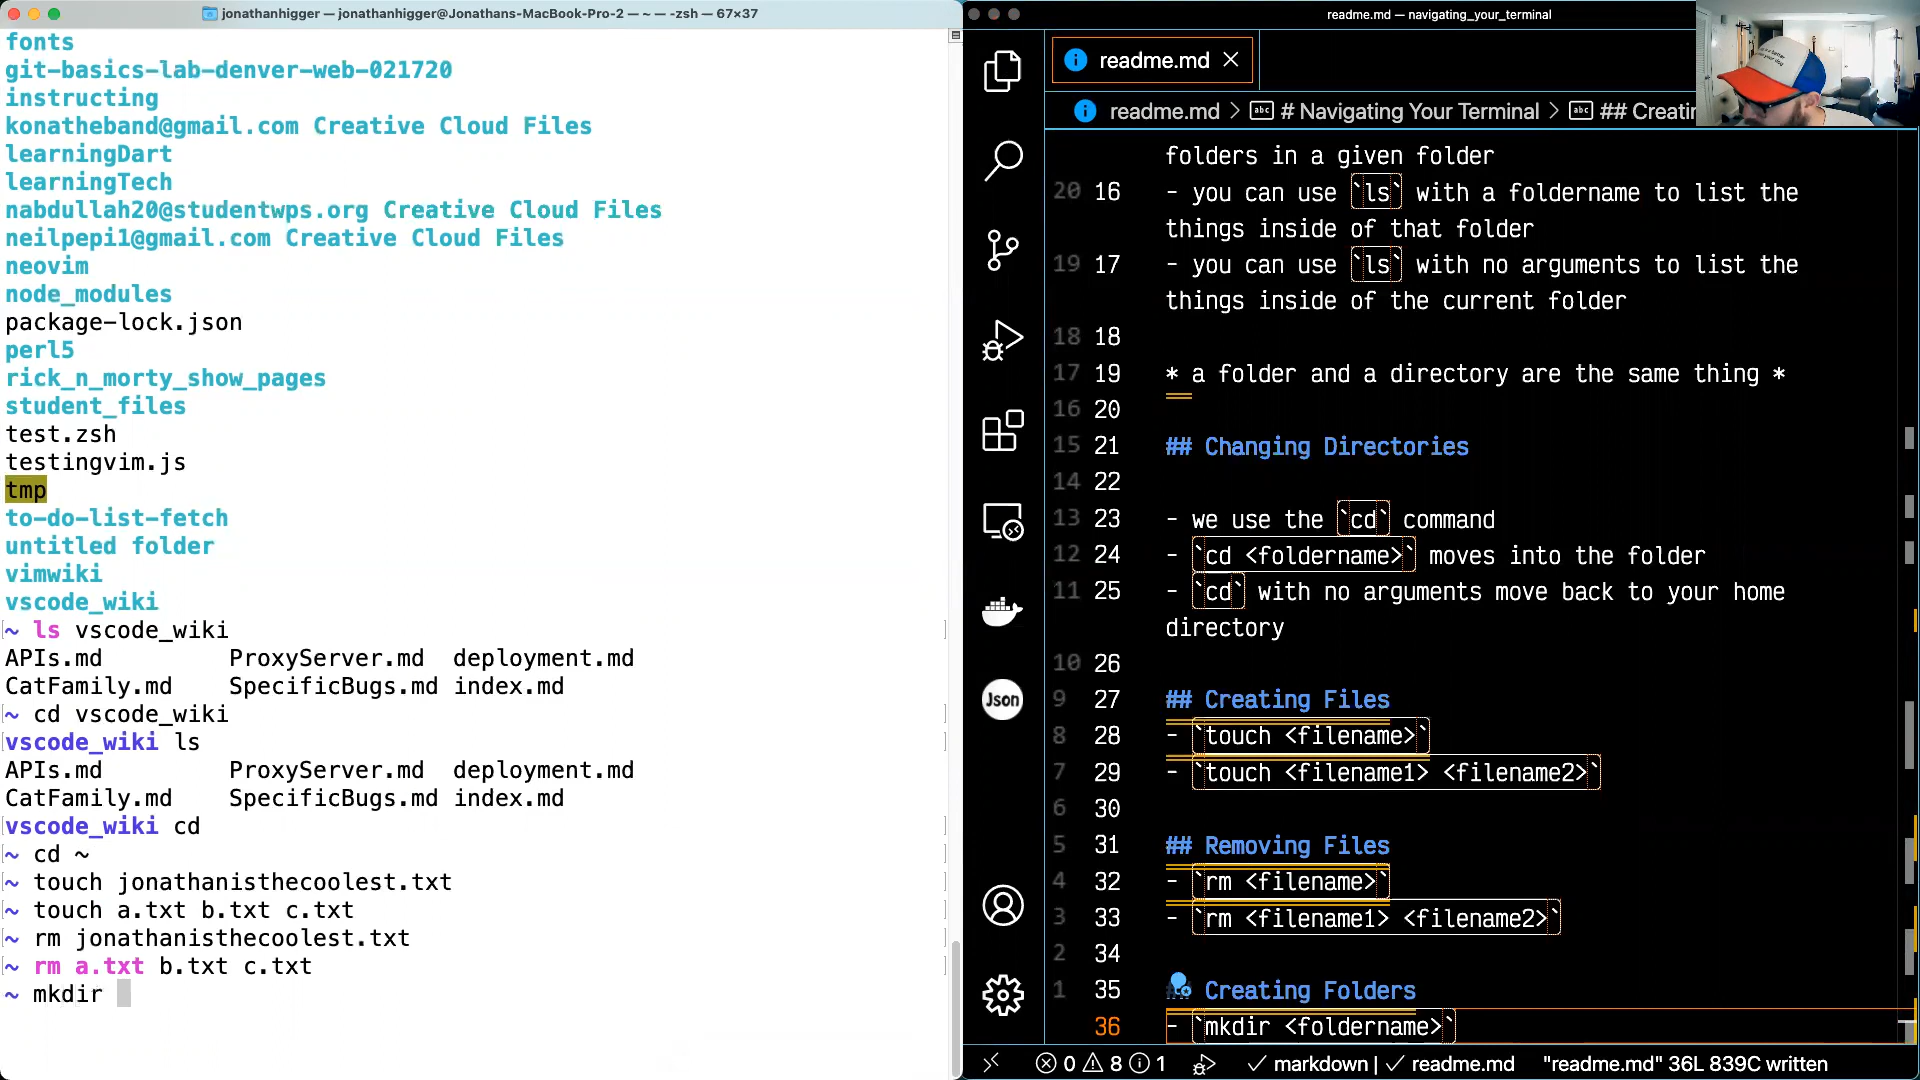 jonathanhigger — jonathanhigger@Jonathans-MacBook-Pro-2 — ~ — -zsh — 67×37
fonts
git-basics-lab-denver-web-021720
instructing
konatheband@gmail.com Creative Cloud Files
learningDart
learningTech
nabdullah20@studentwps.org Creative Cloud Files
neilpepi1@gmail.com Creative Cloud Files
neovim
node_modules
package-lock.json
perl5
rick_n_morty_show_pages
student_files
test.zsh
testingvim.js
tmp
to-do-list-fetch
untitled folder
vimwiki
vscode_wiki
~ ls vscode_wiki
APIs.md ProxyServer.md deployment.md
CatFamily.md SpecificBugs.md index.md
~ cd vscode_wiki
vscode_wiki ls
APIs.md ProxyServer.md deployment.md
CatFamily.md SpecificBugs.md index.md
vscode_wiki cd
~ cd ~
~ touch jonathanisthecoolest.txt
~ touch a.txt b.txt c.txt
~ rm jonathanisthecoolest.txt
~ rm a.txt b.txt c.txt
~ mkdir
readme.md — navigating_your_terminal
readme.md
readme.md > # Navigating Your Terminal > ## Creatin
folders in a given folder
20 16 - you can use `ls` with a foldername to list the
things inside of that folder
19 17 - you can use `ls` with no arguments to list the
things inside of the current folder
18 18
17 19 * a folder and a directory are the same thing *
16 20
15 21 ## Changing Directories
14 22
13 23 - we use the `cd` command
12 24 - `cd <foldername>` moves into the folder
11 25 - `cd` with no arguments move back to your home
directory
10 26
9 27 ## Creating Files
8 28 - `touch <filename>`
7 29 - `touch <filename1> <filename2>`
6 30
5 31 ## Removing Files
4 32 - `rm <filename>`
3 33 - `rm <filename1> <filename2>`
2 34
1 35 ## Creating Folders
36 - `mkdir <foldername>`
Json
0 8 1 markdown | readme.md "readme.md" 36L 839C written